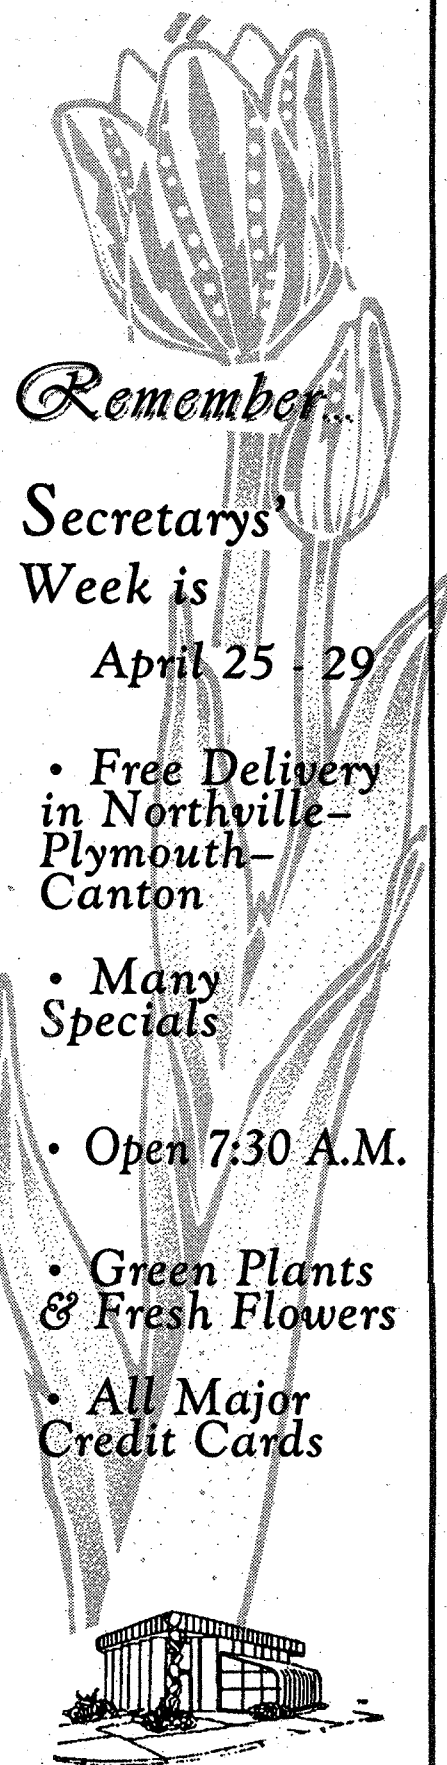 Remember...
Secretarys'
Week is
April 25 - 29
• Free Delivery
in Northville–
Plymouth–
Canton
• Many
Specials
• Open 7:30 A.M.
• Green Plants
& Fresh Flowers
• All Major
Credit Cards